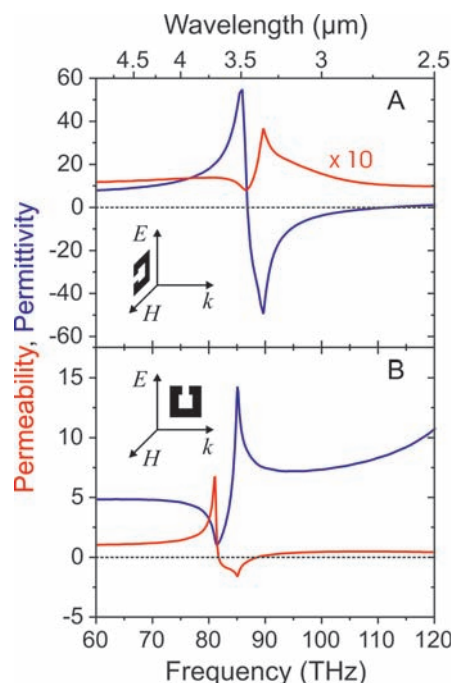 Wavelength (µm)
4.5 4 3.5 3 2.5
Permeability, Permittivity
60
40
20
0
-20
-40
-60
A
x 10
E
H
k
15
10
5
0
-5
B
E
H
k
60 70 80 90 100 110 120
Frequency (THz)